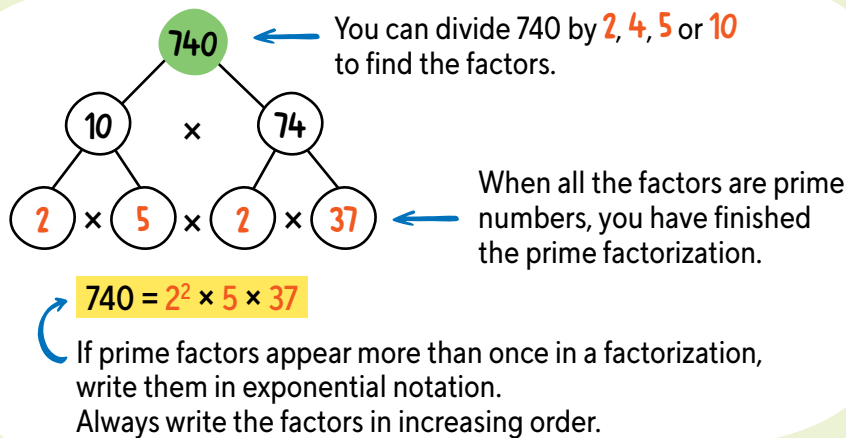 740
You can divide 740 by 2, 4, 5 or 10
to find the factors.
10 × 74
2 × 5 × 2 × 37
When all the factors are prime
numbers, you have finished
the prime factorization.
740 = 2² × 5 × 37
If prime factors appear more than once in a factorization,
write them in exponential notation.
Always write the factors in increasing order.